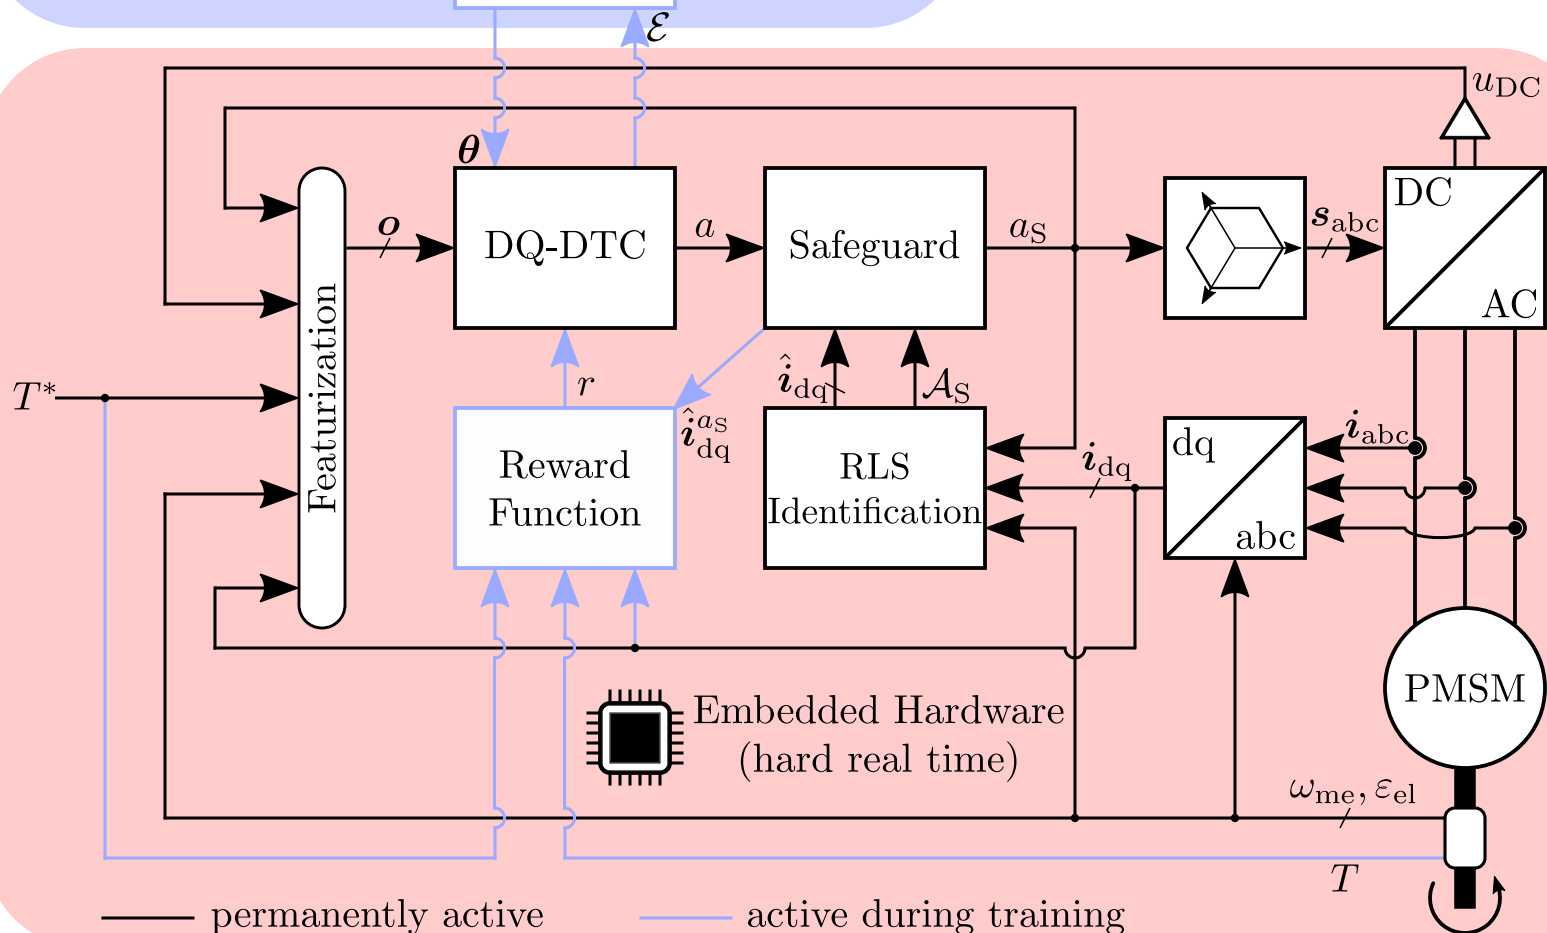 ℰ
u_DC
θ
DC
AC
o
DQ-DTC
a
Safeguard
a_S
s_abc
Featurization
T*
r
î_dq
𝒜_S
î_dq^{a_S}
Reward
Function
RLS
Identification
i_dq
dq
abc
i_abc
PMSM
Embedded Hardware
(hard real time)
ω_me, ε_el
T
permanently active
active during training